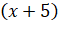 (x + 5)